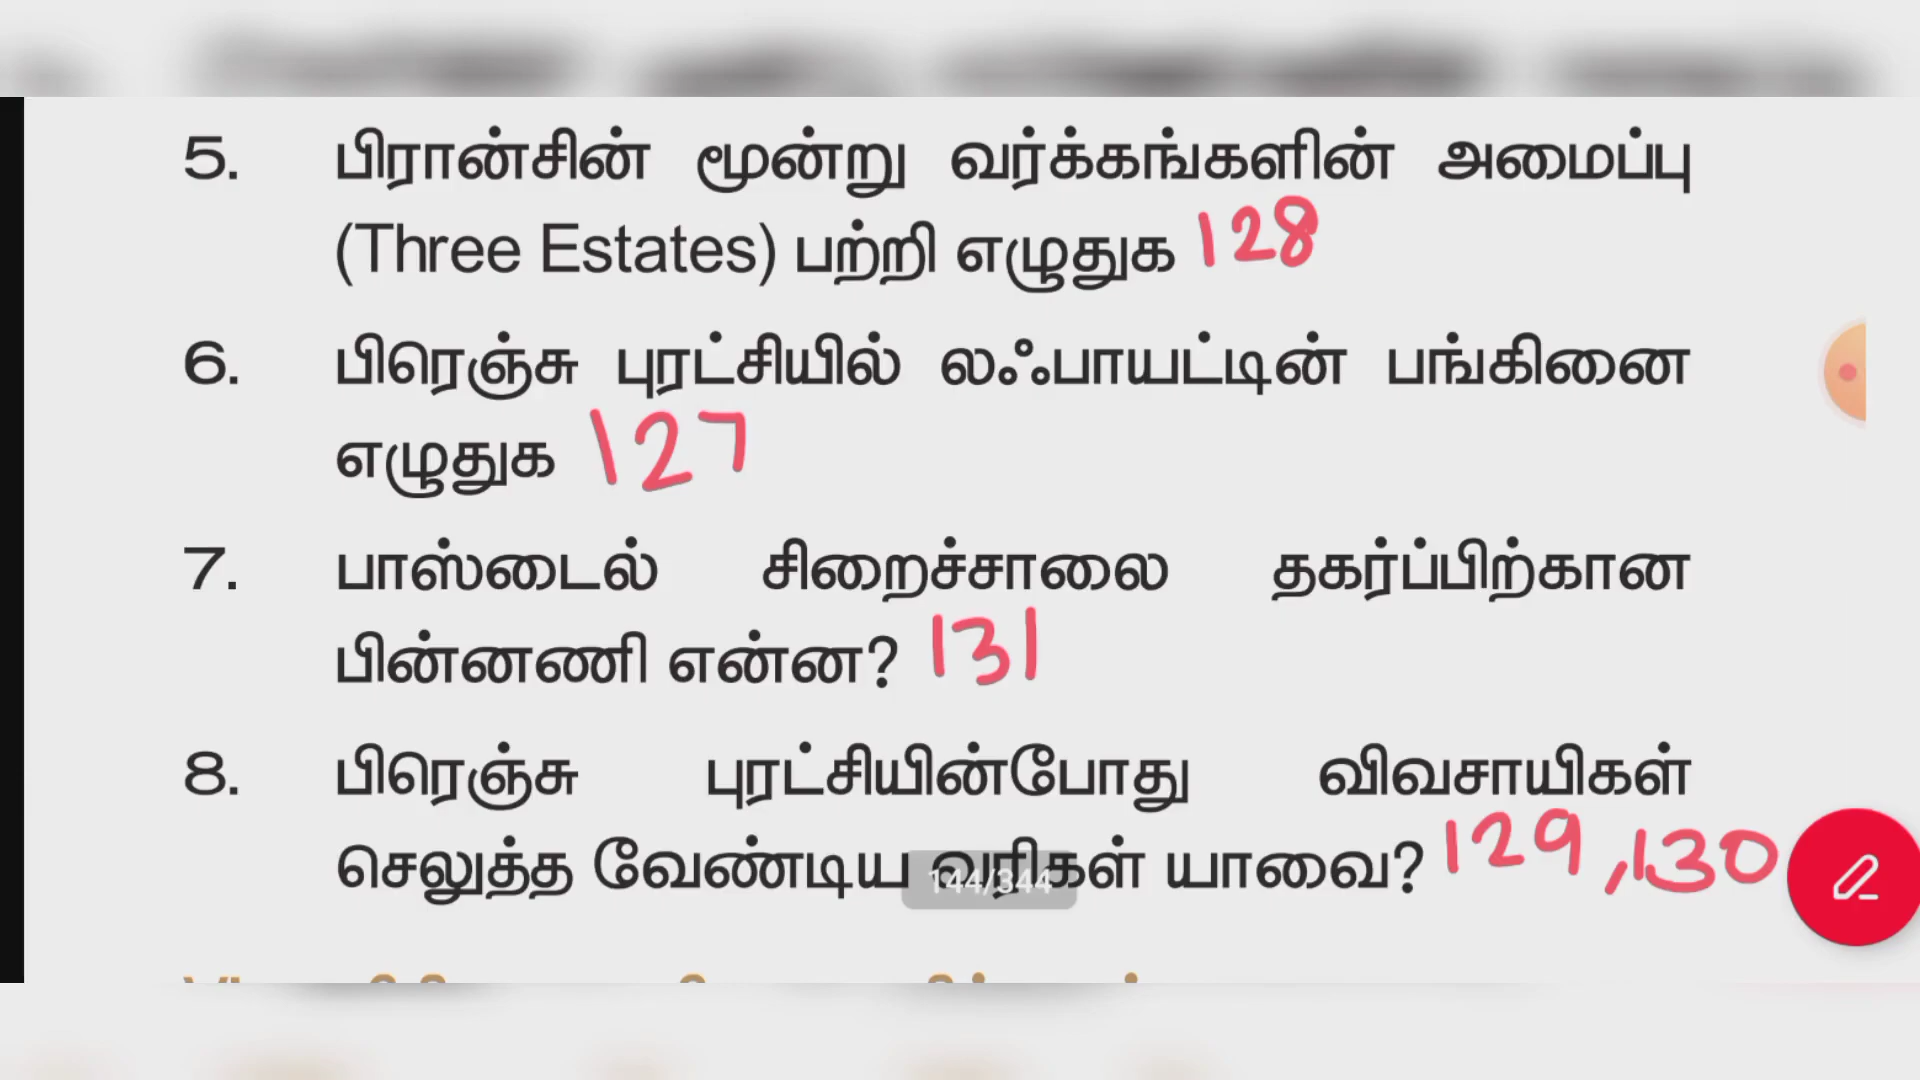 5. பிரான்சின் மூன்று வர்க்கங்களின் அமைப்பு
(Three Estates) பற்றி எழுதுக 128
6. பிரெஞ்சு புரட்சியில் லஃபாயட்டின் பங்கினை
எழுதுக 127
7. பாஸ்டைல் சிறைச்சாலை தகர்ப்பிற்கான
பின்னணி என்ன? 131
8. பிரெஞ்சு புரட்சியின்போது விவசாயிகள்
செலுத்த வேண்டிய வரிகள் யாவை? 129,130
144/344